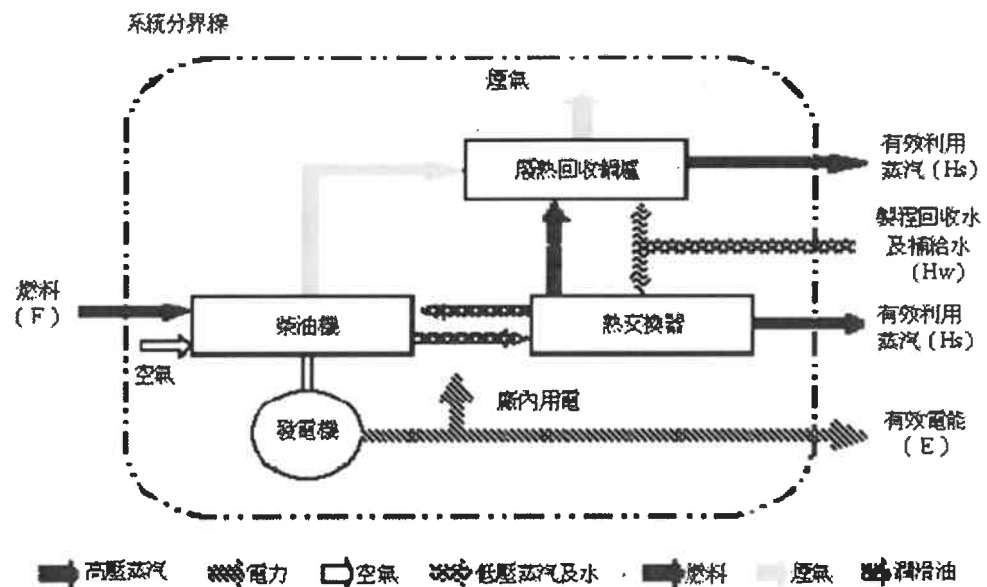 系統分界線
煙氣
廢熱回收鍋爐
有效利用
蒸汽(Hs)
製程回收水
及補給水
(Hw)
燃料
(F)
柴油機
熱交換器
有效利用
蒸汽(Hs)
空氣
發電機
廠內用電
有效電能
(E)
高壓蒸汽 電力 空氣 低壓蒸汽及水 燃料 煙氣 潤滑油